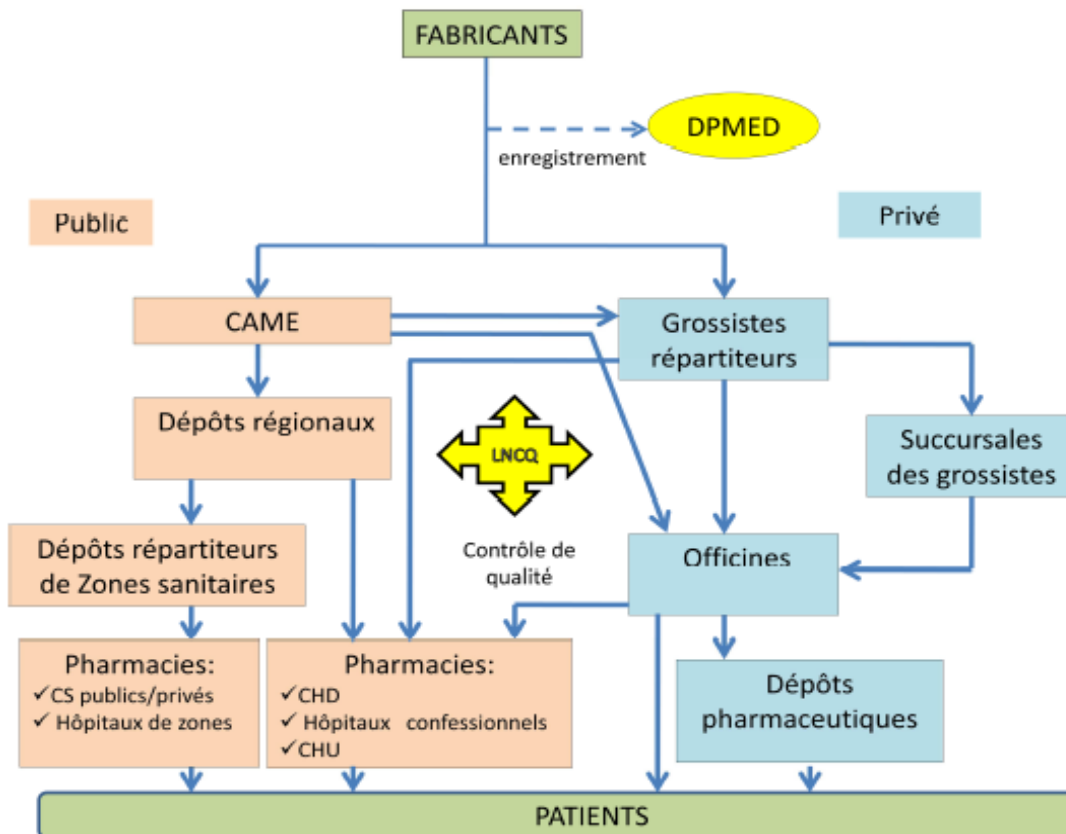 FABRICANTS
DPMED
enregistrement
Public
Privé
CAME
Grossistes
répartiteurs
Dépôts régionaux
LNCQ
Succursales
des grossistes
Dépôts répartiteurs
de Zones sanitaires
Contrôle de
qualité
Officines
Pharmacies:
✓CS publics/privés
✓ Hôpitaux de zones
Pharmacies:
✓CHD
✓ Hôpitaux confessionnels
✓CHU
Dépôts
pharmaceutiques
PATIENTS